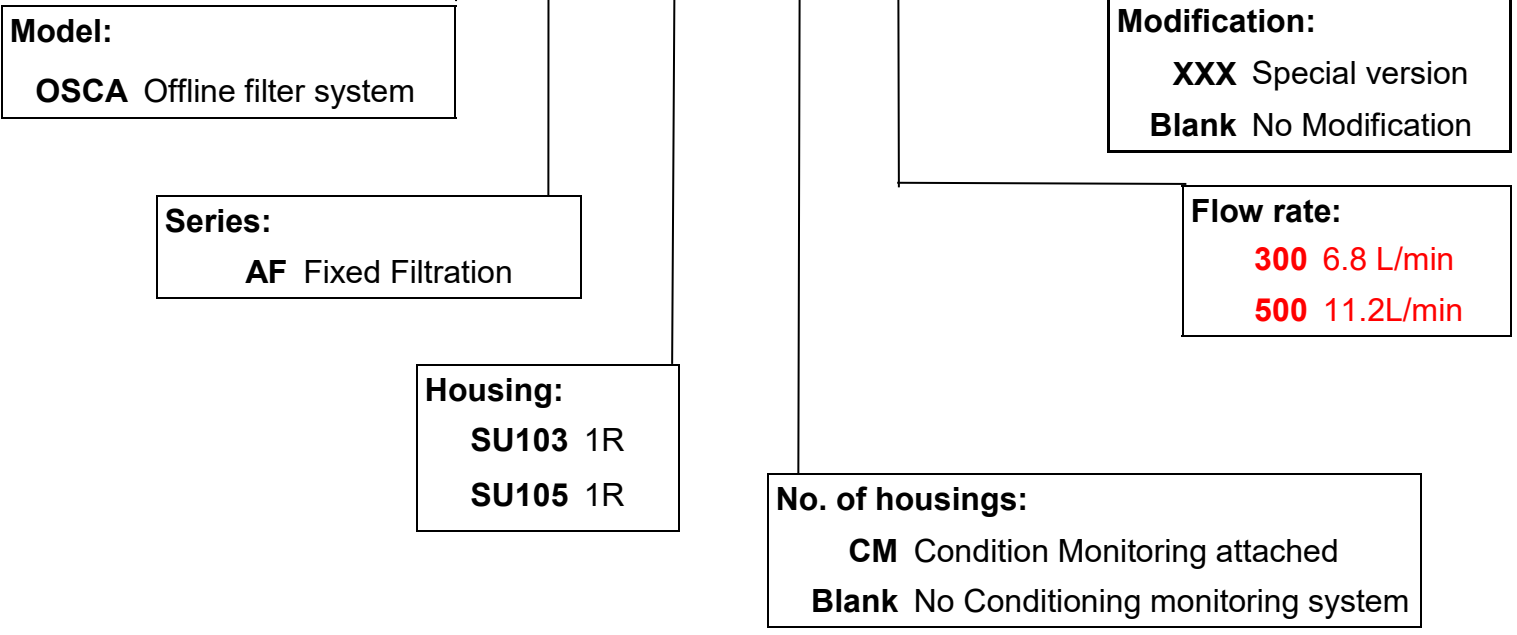 Model:
OSCA Offline filter system
Modification:
XXX Special version
Blank No Modification
Series:
AF Fixed Filtration
Flow rate:
300 6.8 L/min
500 11.2L/min
Housing:
SU103 1R
SU105 1R
No. of housings:
CM Condition Monitoring attached
Blank No Conditioning monitoring system